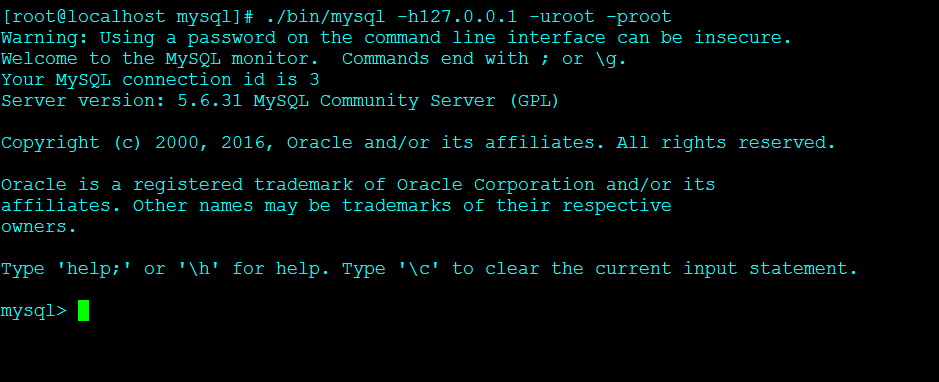 [root@localhost mysql]# ./bin/mysql -h127.0.0.1 -uroot -proot
Warning: Using a password on the command line interface can be insecure.
Welcome to the MySQL monitor.  Commands end with ; or \g.
Your MySQL connection id is 3
Server version: 5.6.31 MySQL Community Server (GPL)
Copyright (c) 2000, 2016, Oracle and/or its affiliates. All rights reserved.
Oracle is a registered trademark of Oracle Corporation and/or its
affiliates. Other names may be trademarks of their respective
owners.
Type 'help;' or '\h' for help. Type '\c' to clear the current input statement.
mysql>